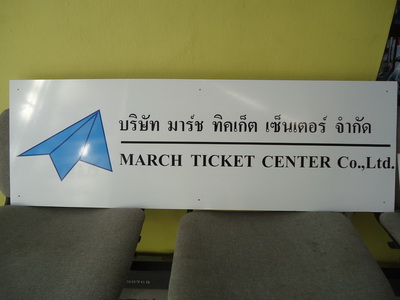 บริษัท มาร์ช ทิคเก็ต เซ็นเตอร์ จำกัด
MARCH TICKET CENTER Co.,Ltd.